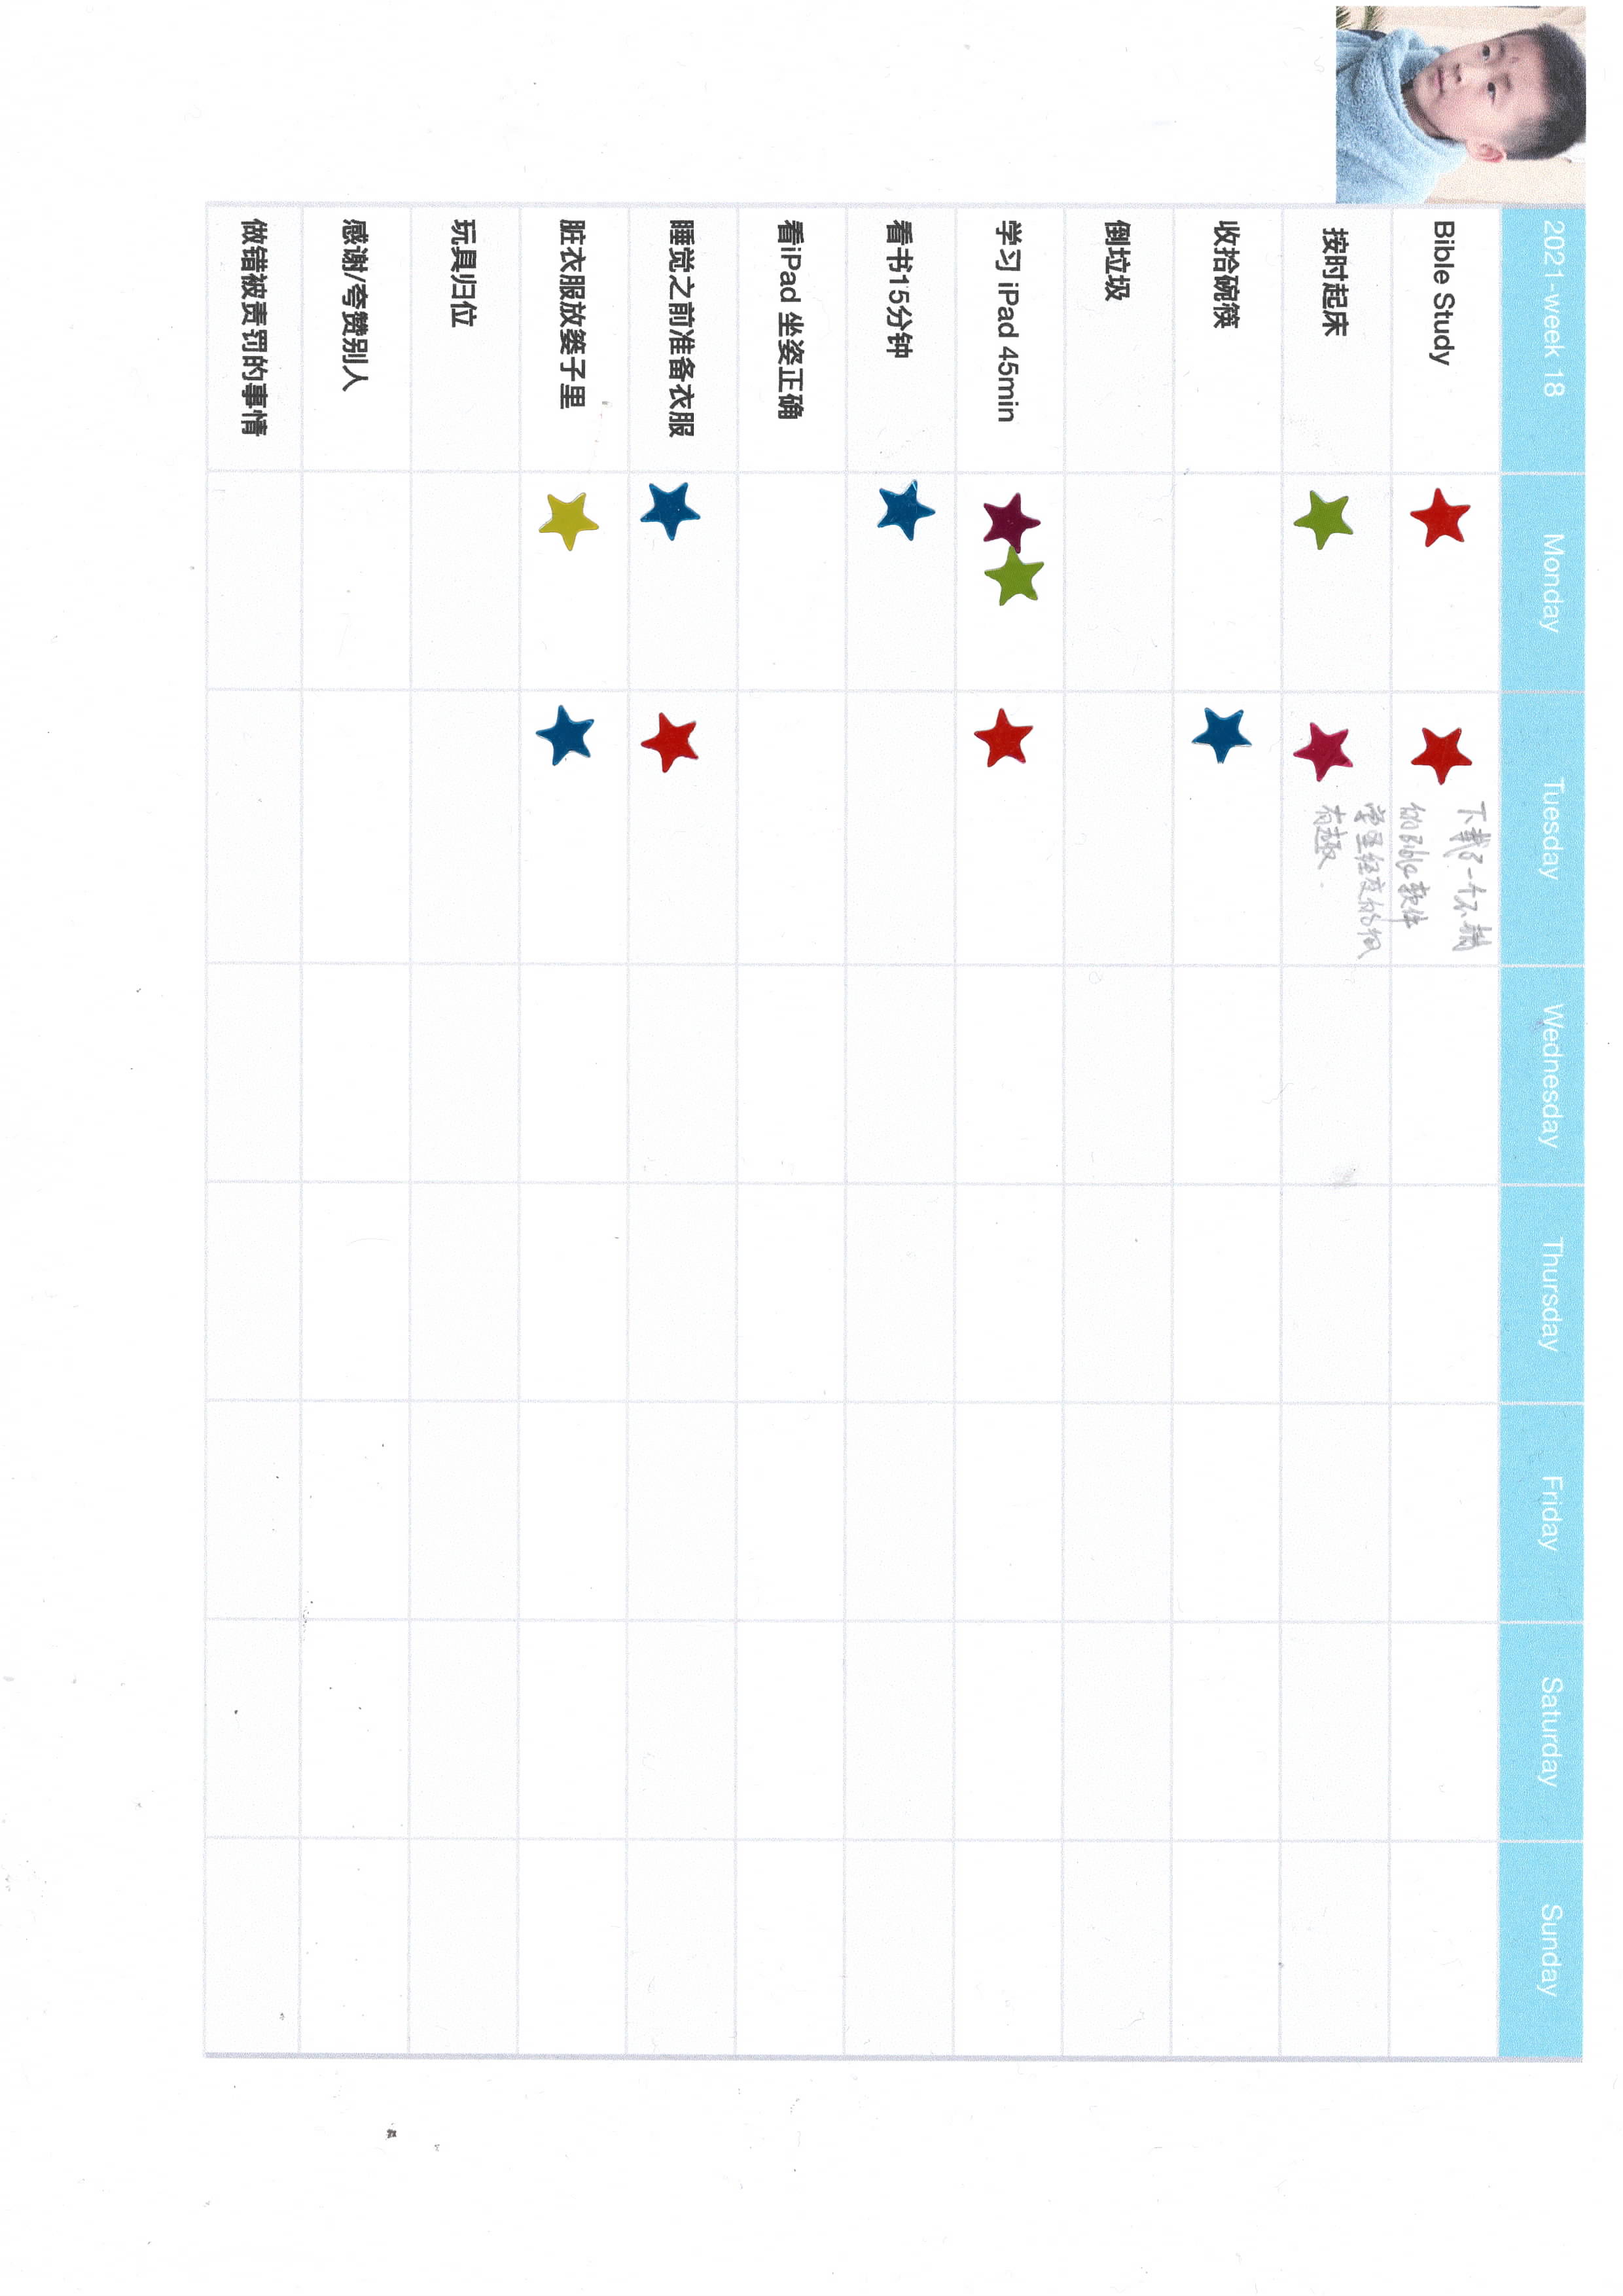 2021-week 18 Monday Tuesday Wednesday Thursday Friday Saturday Sunday
Bible Study
下载了一个不错
的Bible软件
学圣经变的很
有趣.
按时起床
收拾碗筷
倒垃圾
学习 iPad 45min
看书15分钟
看iPad 坐姿正确
睡觉之前准备衣服
脏衣服放篓子里
玩具归位
感谢/夸赞别人
做错被责罚的事情